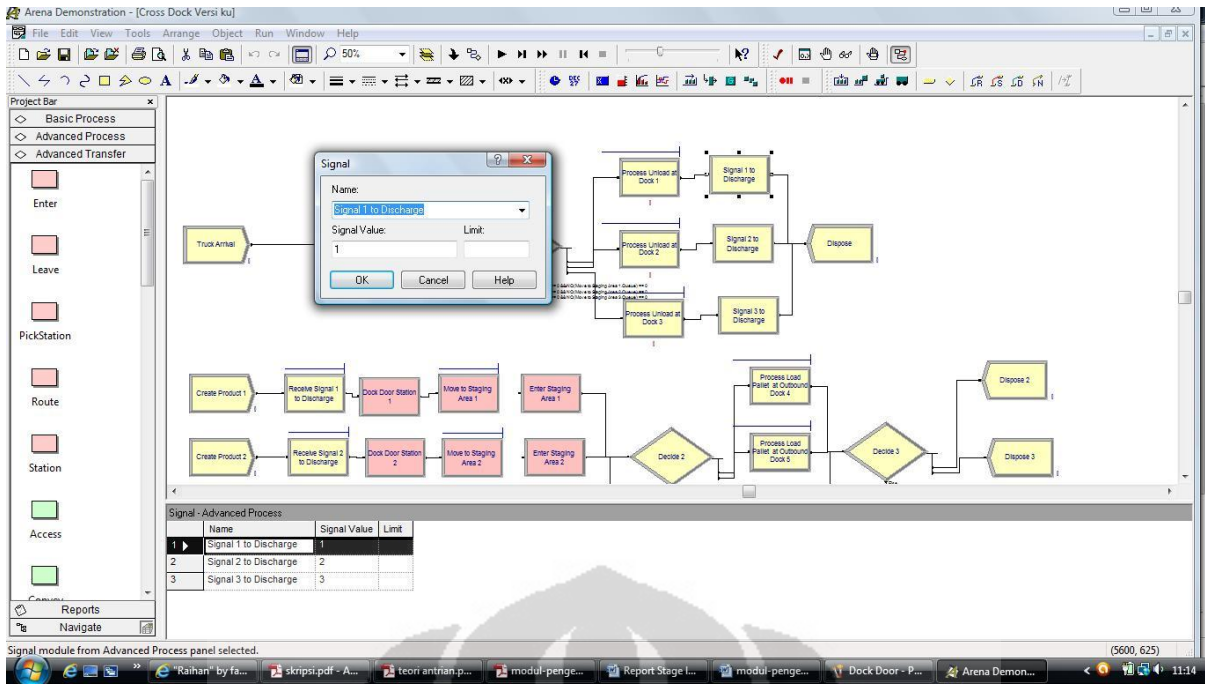 Arena Demonstration - [Cross Dock Versi ku]
File Edit View Tools Arrange Object Run Window Help
50%
Project Bar
Basic Process
Advanced Process
Advanced Transfer
Enter
Leave
PickStation
Route
Station
Access
Reports
Navigate
Signal
Name:
Signal 1 to Discharge
Signal Value: Limit:
1
OK Cancel Help
Truck Arrival
Process Unload at Dock 1
Signal 1 to Discharge
Process Unload at Dock 2
Signal 2 to Discharge
Dispose
Process Unload at Dock 3
Signal 3 to Discharge
Create Product 1
Receive Signal 1 to Discharge
Dock Door Station 1
Move to Staging Area 1
Enter Staging Area 1
Process Load Pallet at Outbound Dock 4
Dispose 2
Create Product 2
Receive Signal 2 to Discharge
Dock Door Station 2
Move to Staging Area 2
Enter Staging Area 2
Decide 2
Process Load Pallet at Outbound Dock 5
Decide 3
Dispose 3
Signal - Advanced Process
Name Signal Value Limit
1 Signal 1 to Discharge 1
2 Signal 2 to Discharge 2
3 Signal 3 to Discharge 3
Signal module from Advanced Process panel selected.
(5600, 625)
"Raihan" by fa... skripsi.pdf - A... teori antrian.p... modul-penge... Report Stage I... modul-penge... Dock Door - P... Arena Demon... 11:14